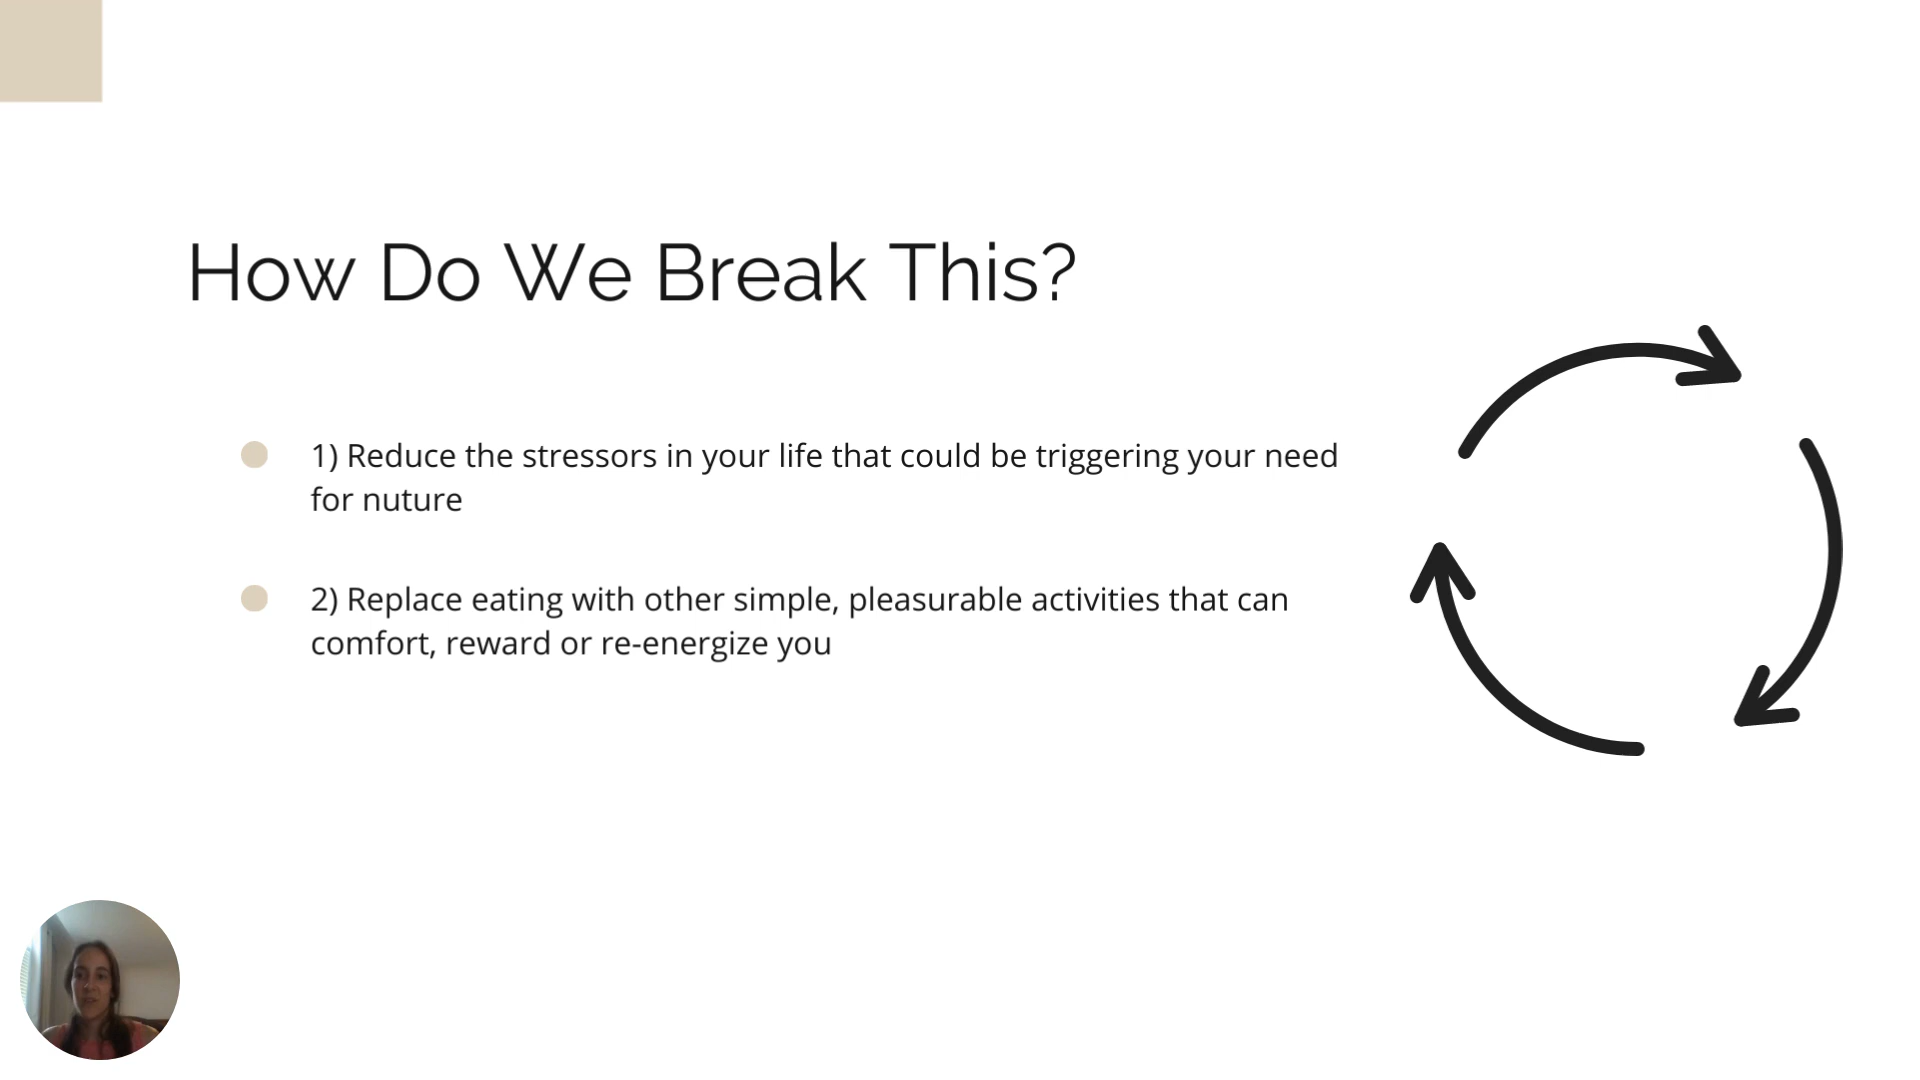 How Do We Break This?
1) Reduce the stressors in your life that could be triggering your need
for nuture
2) Replace eating with other simple, pleasurable activities that can
comfort, reward or re-energize you